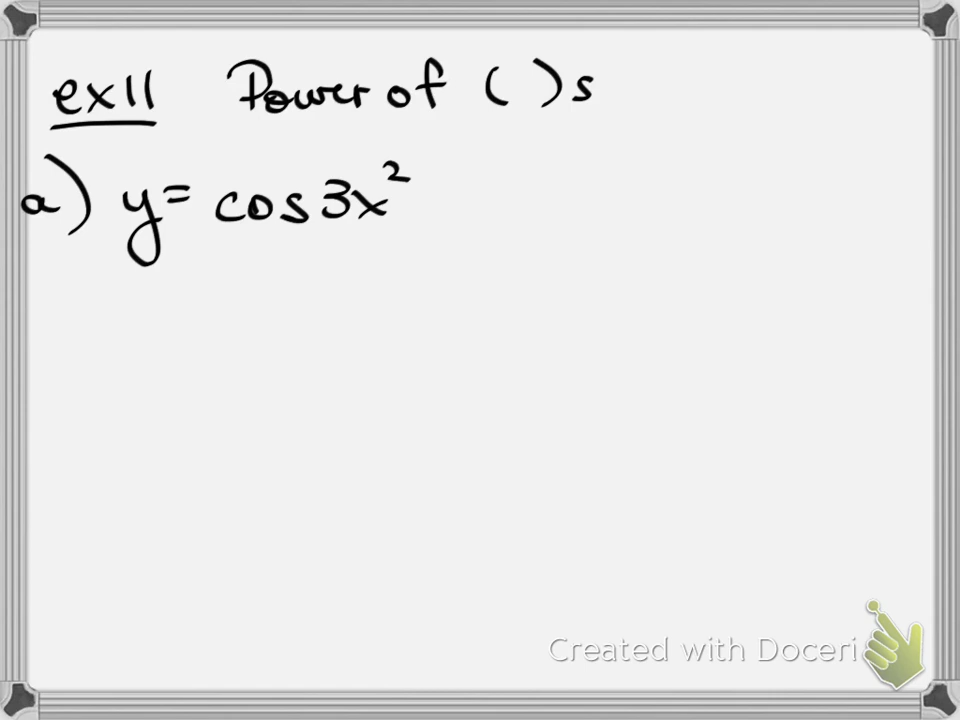 ex11 Power of ( )s
a) y = cos 3x²
Created with Doceri